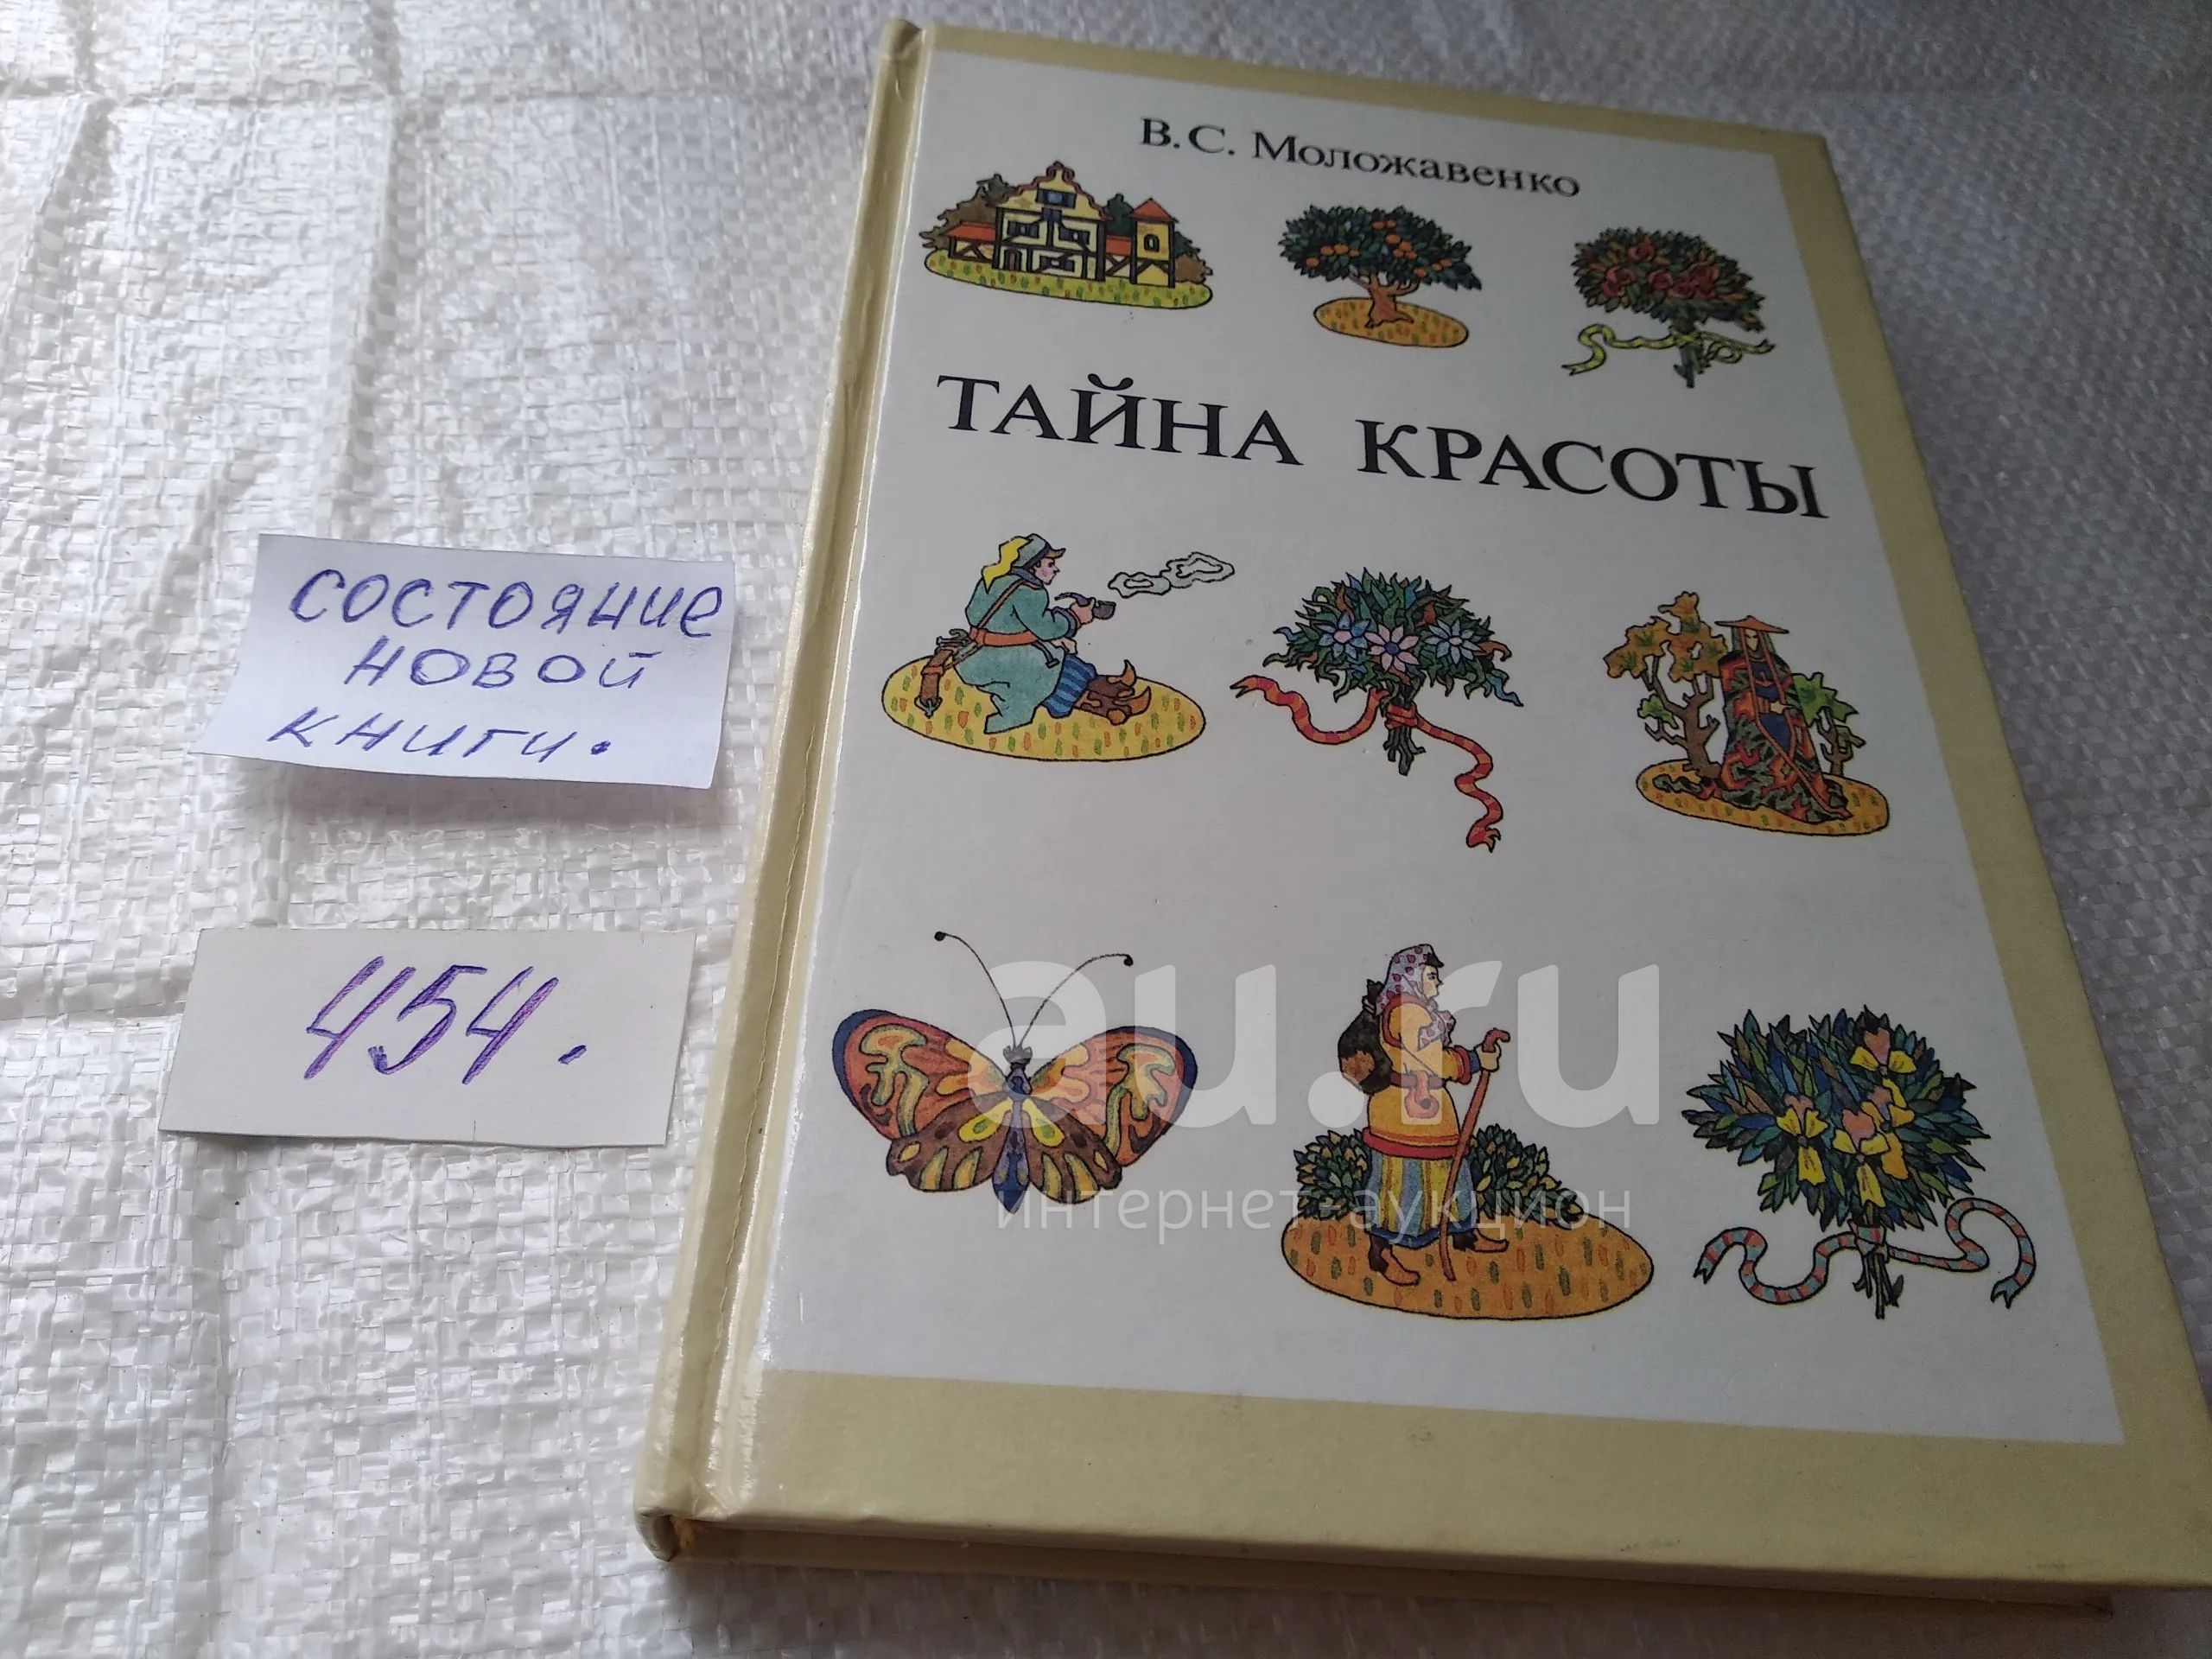 В. С. Моложавенко
ТАЙНА КРАСОТЫ
состояние
новой
книги.
454.
au.ru
интернет-аукцион